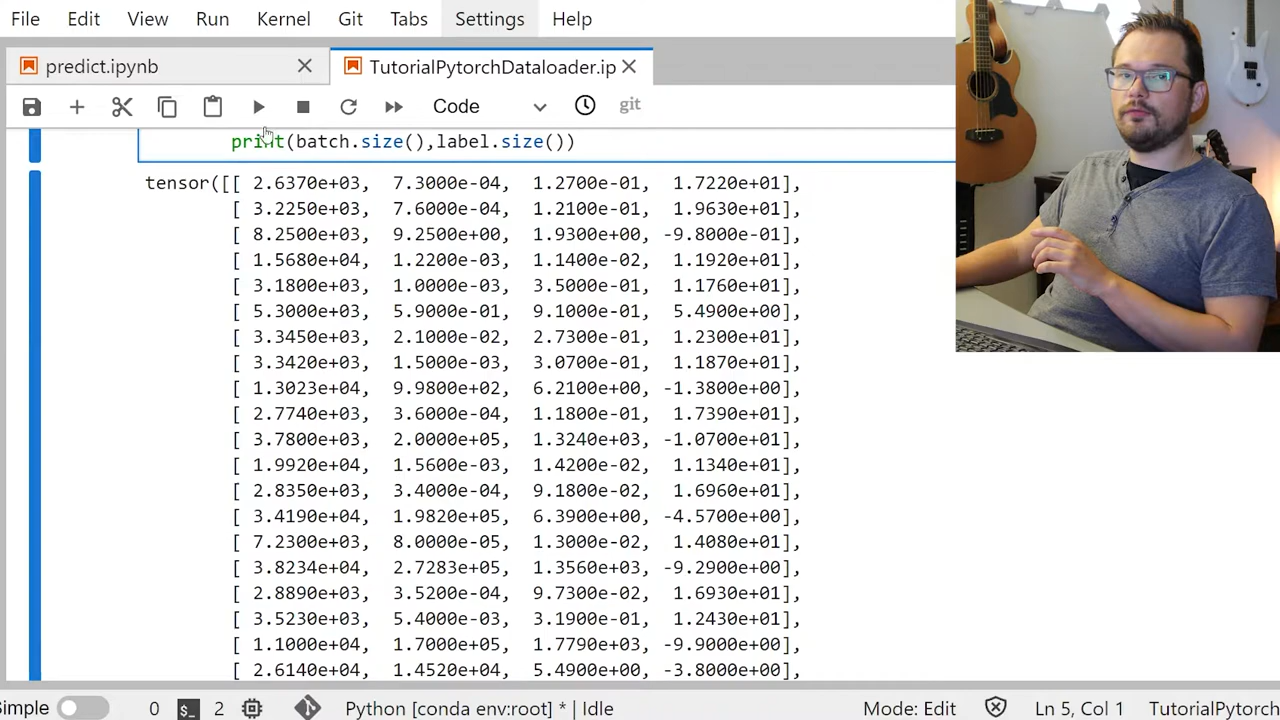 File Edit View Run Kernel Git Tabs Settings Help
predict.ipynb TutorialPytorchDataloader.ip
Code git
print(batch.size(),label.size())
tensor([[ 2.6370e+03, 7.3000e-04, 1.2700e-01, 1.7220e+01],
[ 3.2250e+03, 7.6000e-04, 1.2100e-01, 1.9630e+01],
[ 8.2500e+03, 9.2500e+00, 1.9300e+00, -9.8000e-01],
[ 1.5680e+04, 1.2200e-03, 1.1400e-02, 1.1920e+01],
[ 3.1800e+03, 1.0000e-03, 3.5000e-01, 1.1760e+01],
[ 5.3000e+03, 5.9000e-01, 9.1000e-01, 5.4900e+00],
[ 3.3450e+03, 2.1000e-02, 2.7300e-01, 1.2300e+01],
[ 3.3420e+03, 1.5000e-03, 3.0700e-01, 1.1870e+01],
[ 1.3023e+04, 9.9800e+02, 6.2100e+00, -1.3800e+00],
[ 2.7740e+03, 3.6000e-04, 1.1800e-01, 1.7390e+01],
[ 3.7800e+03, 2.0000e+05, 1.3240e+03, -1.0700e+01],
[ 1.9920e+04, 1.5600e-03, 1.4200e-02, 1.1340e+01],
[ 2.8350e+03, 3.4000e-04, 9.1800e-02, 1.6960e+01],
[ 3.4190e+04, 1.9820e+05, 6.3900e+00, -4.5700e+00],
[ 7.2300e+03, 8.0000e-05, 1.3000e-02, 1.4080e+01],
[ 3.8234e+04, 2.7283e+05, 1.3560e+03, -9.2900e+00],
[ 2.8890e+03, 3.5200e-04, 9.7300e-02, 1.6930e+01],
[ 3.5230e+03, 5.4000e-03, 3.1900e-01, 1.2430e+01],
[ 1.1000e+04, 1.7000e+05, 1.7790e+03, -9.9000e+00],
[ 2.6140e+04, 1.4520e+04, 5.4900e+00, -3.8000e+00],
imple 0 $_ 2 Python [conda env:root] * | Idle Mode: Edit Ln 5, Col 1 TutorialPytorch